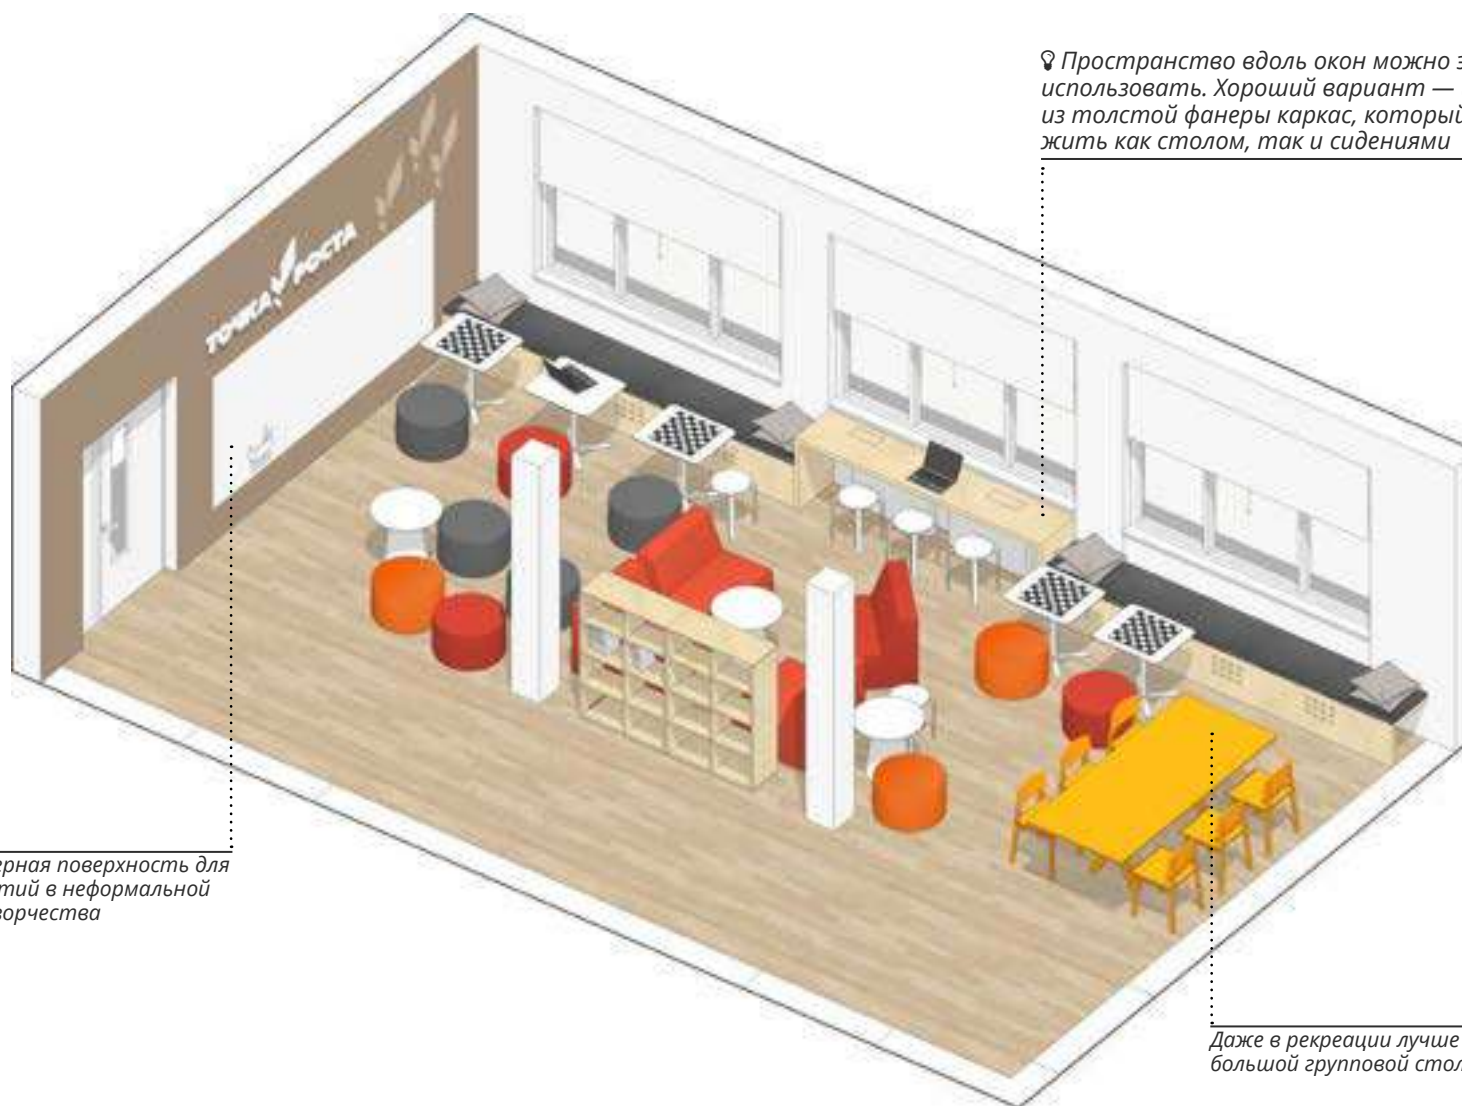 Пространство вдоль окон можно
использовать. Хороший вариант —
из толстой фанеры каркас, который
жить как столом, так и сидениями
ТОЧКА РОСТА
ерная поверхность для
тий в неформальной
ворчества
Даже в рекреации лучше
большой групповой стол